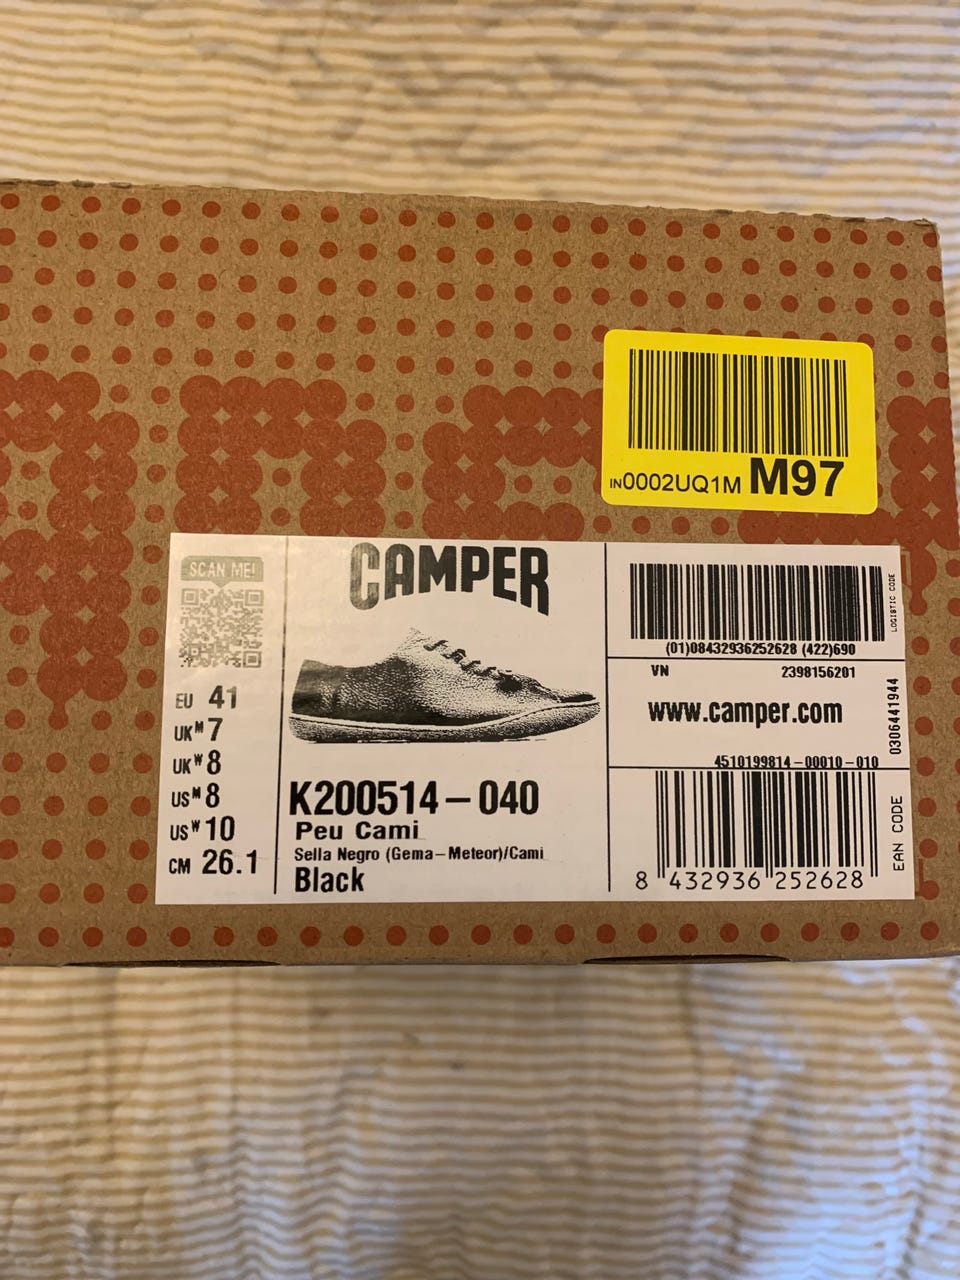 IN0002UQ1M M97
SCAN ME!
EU 41
UK M 7
UK W 8
US M 8
US W 10
CM 26.1
CAMPER
K200514-040
Peu Cami
Sella Negro (Gema-Meteor)/Cami
Black
(01)08432936252628 (422)690
LOGISTIC CODE
VN 2398156201
www.camper.com
0306441944
4510199814-00010-010
8 432936 252628
EAN CODE